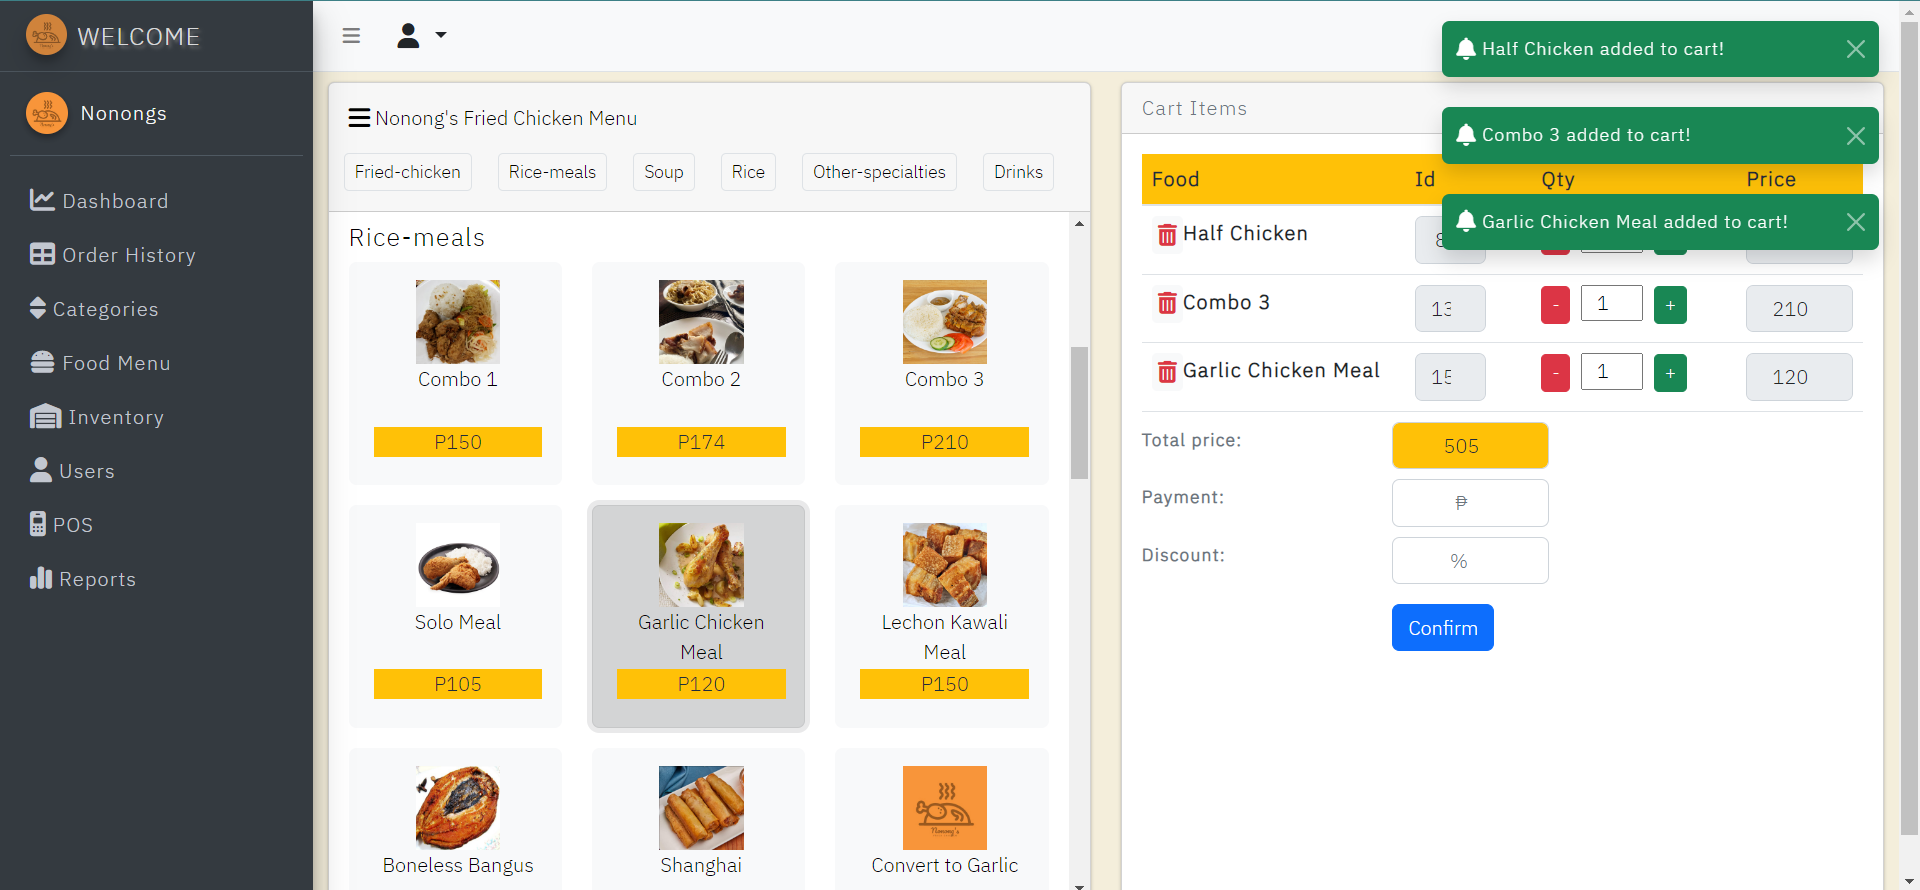 WELCOME
Nonongs
Dashboard
Order History
Categories
Food Menu
Inventory
Users
POS
Reports
Nonong's Fried Chicken Menu
Fried-chicken
Rice-meals
Soup
Rice
Other-specialties
Drinks
Rice-meals
Combo 1
P150
Combo 2
P174
Combo 3
P210
Solo Meal
P105
Garlic Chicken
Meal
P120
Lechon Kawali
Meal
P150
Boneless Bangus
Shanghai
Nonong's
Convert to Garlic
Half Chicken added to cart!
Combo 3 added to cart!
Garlic Chicken Meal added to cart!
Cart Items
Food Id Qty Price
Half Chicken
Combo 3 13 - 1 + 210
Garlic Chicken Meal 15 - 1 + 120
Total price: 505
Payment: ₱
Discount: %
Confirm